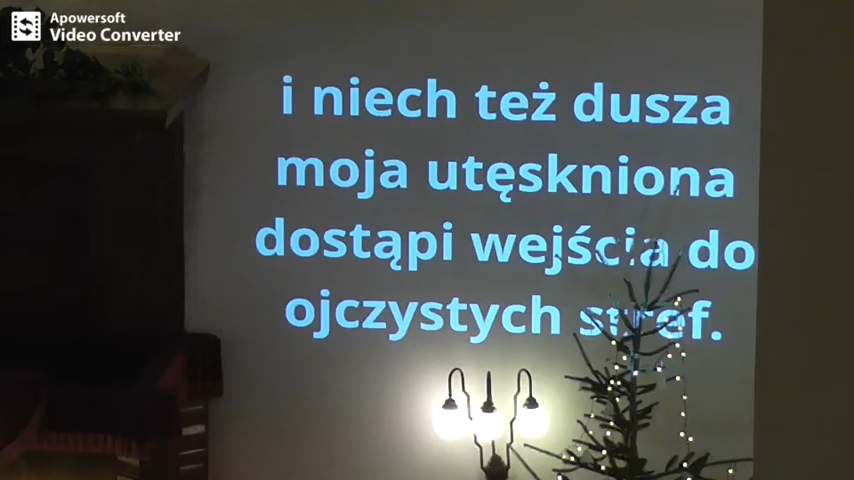 Apowersoft
Video Converter
i niech też dusza
moja utęskniona
dostąpi wejścia do
ojczystych stref.